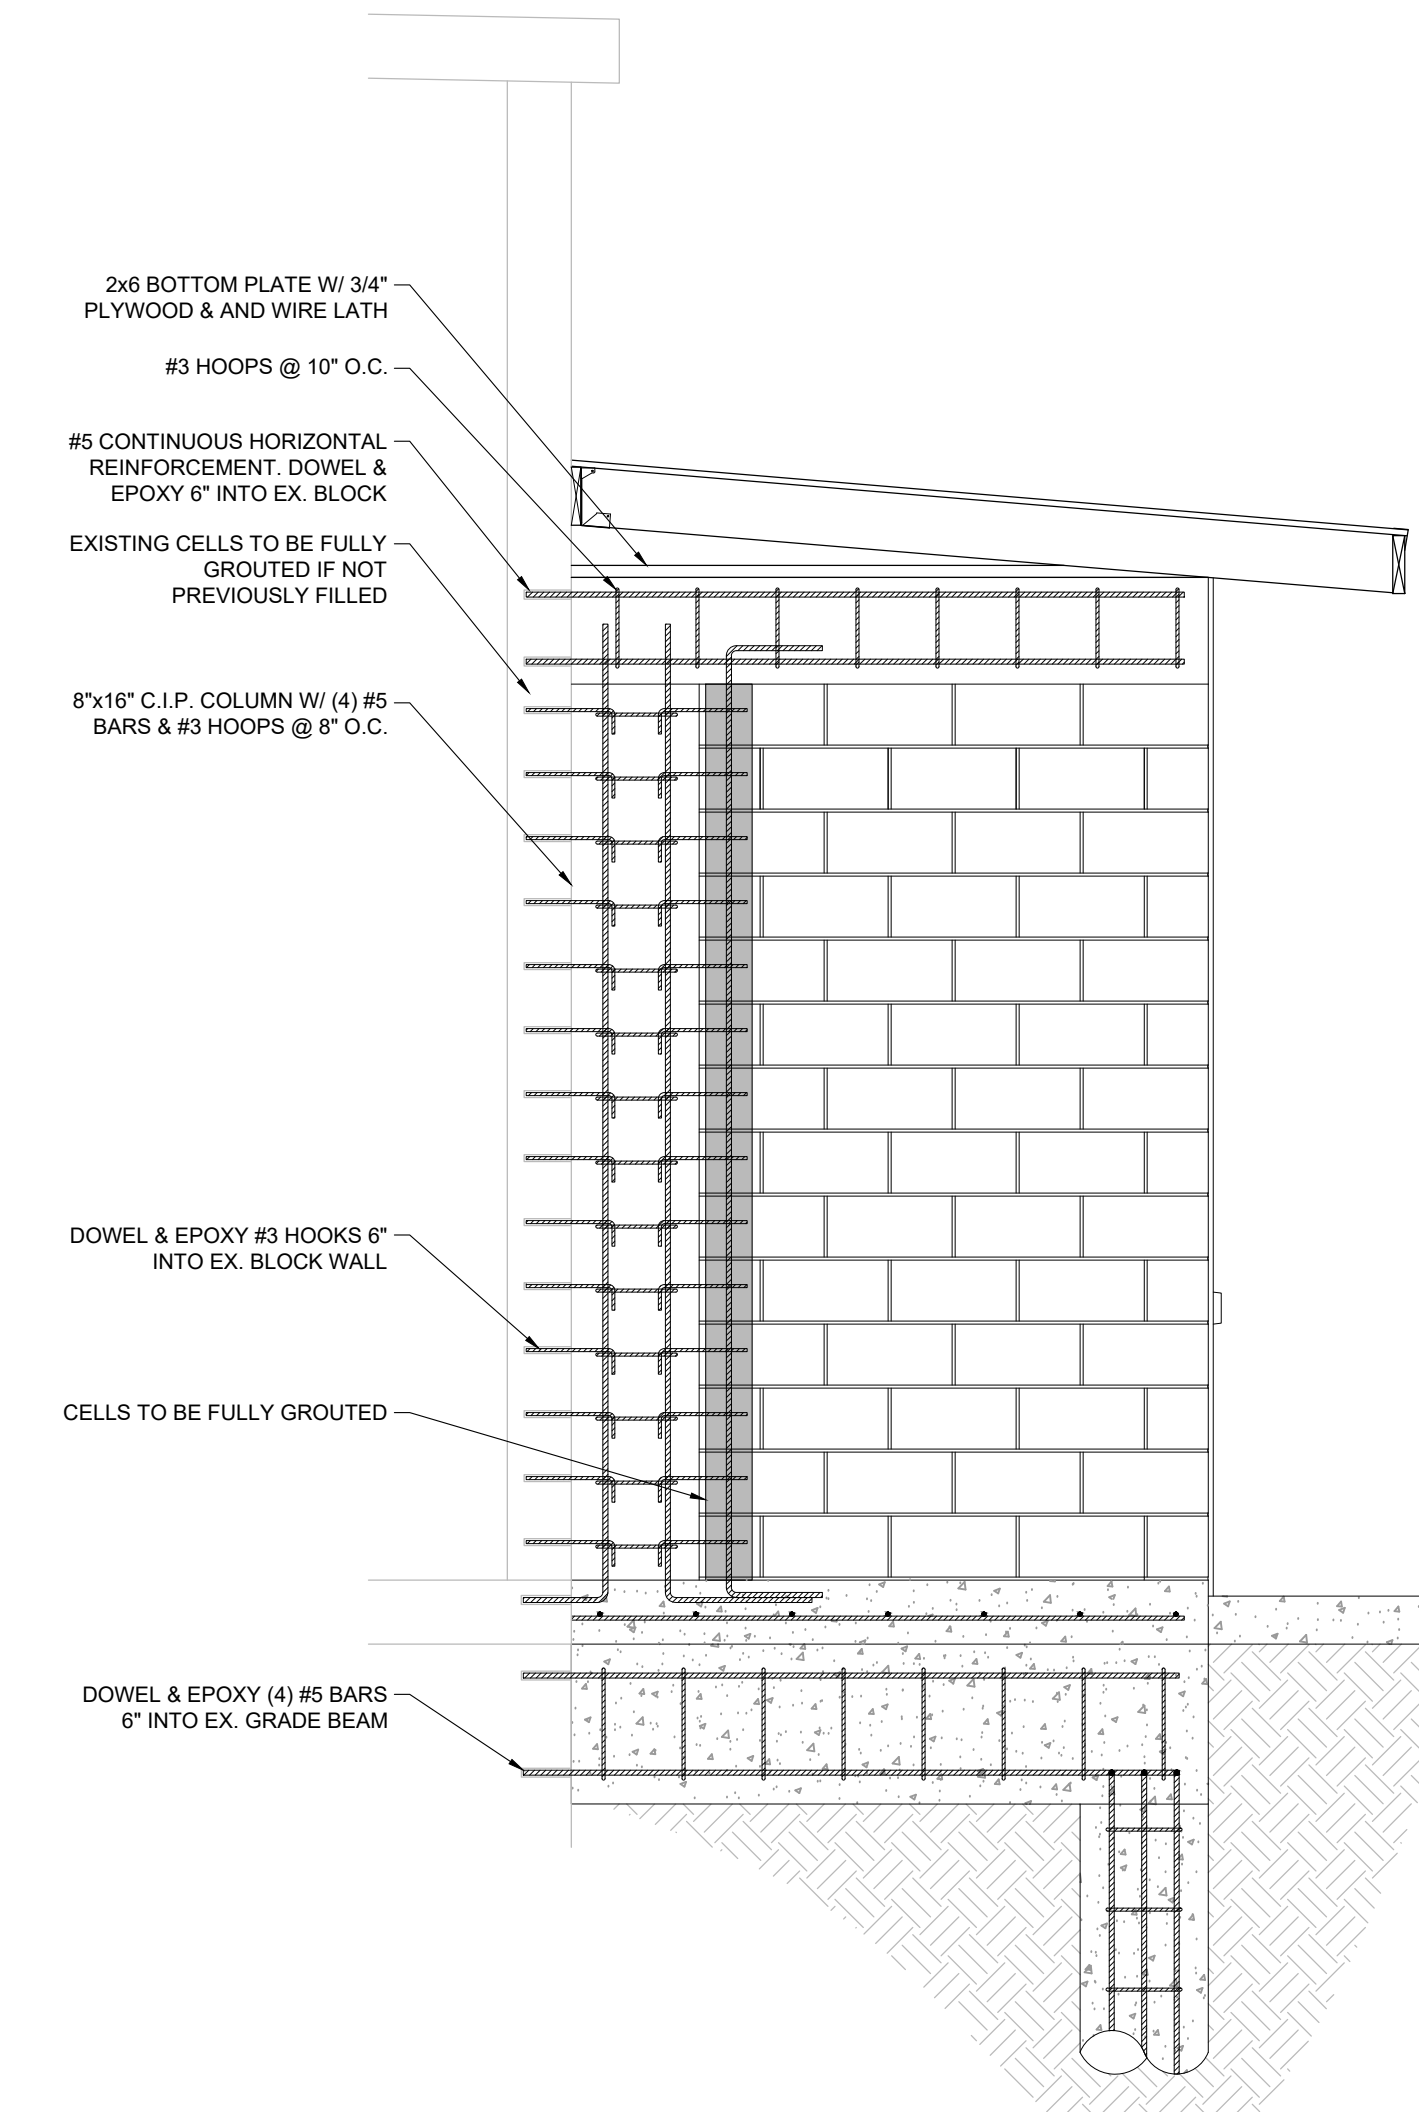 2x6 BOTTOM PLATE W/ 3/4"
PLYWOOD & AND WIRE LATH
#3 HOOPS @ 10" O.C.
#5 CONTINUOUS HORIZONTAL
REINFORCEMENT. DOWEL &
EPOXY 6" INTO EX. BLOCK
EXISTING CELLS TO BE FULLY
GROUTED IF NOT
PREVIOUSLY FILLED
8"x16" C.I.P. COLUMN W/ (4) #5
BARS & #3 HOOPS @ 8" O.C.
DOWEL & EPOXY #3 HOOKS 6"
INTO EX. BLOCK WALL
CELLS TO BE FULLY GROUTED
DOWEL & EPOXY (4) #5 BARS
6" INTO EX. GRADE BEAM